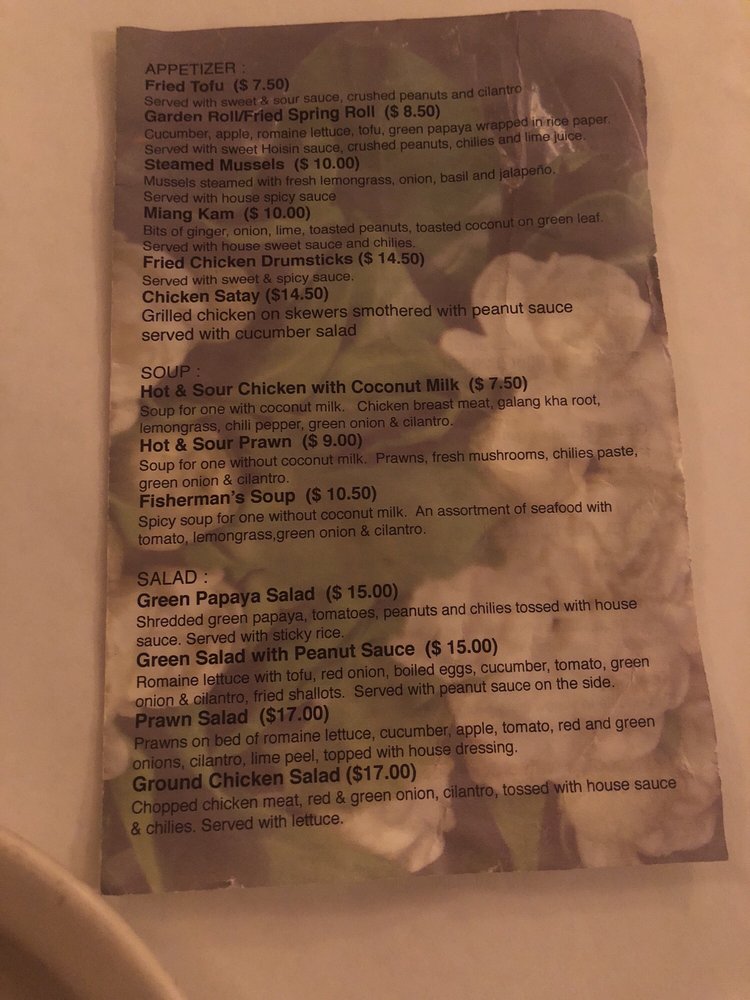 APPETIZER :
Fried Tofu ($ 7.50)
Served with sweet & sour sauce, crushed peanuts and cilantro
Garden Roll/Fried Spring Roll ($ 8.50)
Cucumber, apple, romaine lettuce, tofu, green papaya wrapped in rice paper.
Served with sweet Hoisin sauce, crushed peanuts, chilies and lime juice.
Steamed Mussels ($ 10.00)
Mussels steamed with fresh lemongrass, onion, basil and jalapeño.
Served with house spicy sauce
Miang Kam ($ 10.00)
Bits of ginger, onion, lime, toasted peanuts, toasted coconut on green leaf.
Served with house sweet sauce and chilies.
Fried Chicken Drumsticks ($ 14.50)
Served with sweet & spicy sauce.
Chicken Satay ($14.50)
Grilled chicken on skewers smothered with peanut sauce
served with cucumber salad
SOUP :
Hot & Sour Chicken with Coconut Milk ($ 7.50)
Soup for one with coconut milk. Chicken breast meat, galang kha root,
lemongrass, chili pepper, green onion & cilantro.
Hot & Sour Prawn ($ 9.00)
Soup for one without coconut milk. Prawns, fresh mushrooms, chilies paste,
green onion & cilantro.
Fisherman's Soup ($ 10.50)
Spicy soup for one without coconut milk. An assortment of seafood with
tomato, lemongrass,green onion & cilantro.
SALAD :
Green Papaya Salad ($ 15.00)
Shredded green papaya, tomatoes, peanuts and chilies tossed with house
sauce. Served with sticky rice.
Green Salad with Peanut Sauce ($ 15.00)
Romaine lettuce with tofu, red onion, boiled eggs, cucumber, tomato, green
onion & cilantro, fried shallots. Served with peanut sauce on the side.
Prawn Salad ($17.00)
Prawns on bed of romaine lettuce, cucumber, apple, tomato, red and green
onions, cilantro, lime peel, topped with house dressing.
Ground Chicken Salad ($17.00)
Chopped chicken meat, red & green onion, cilantro, tossed with house sauce
& chilies. Served with lettuce.